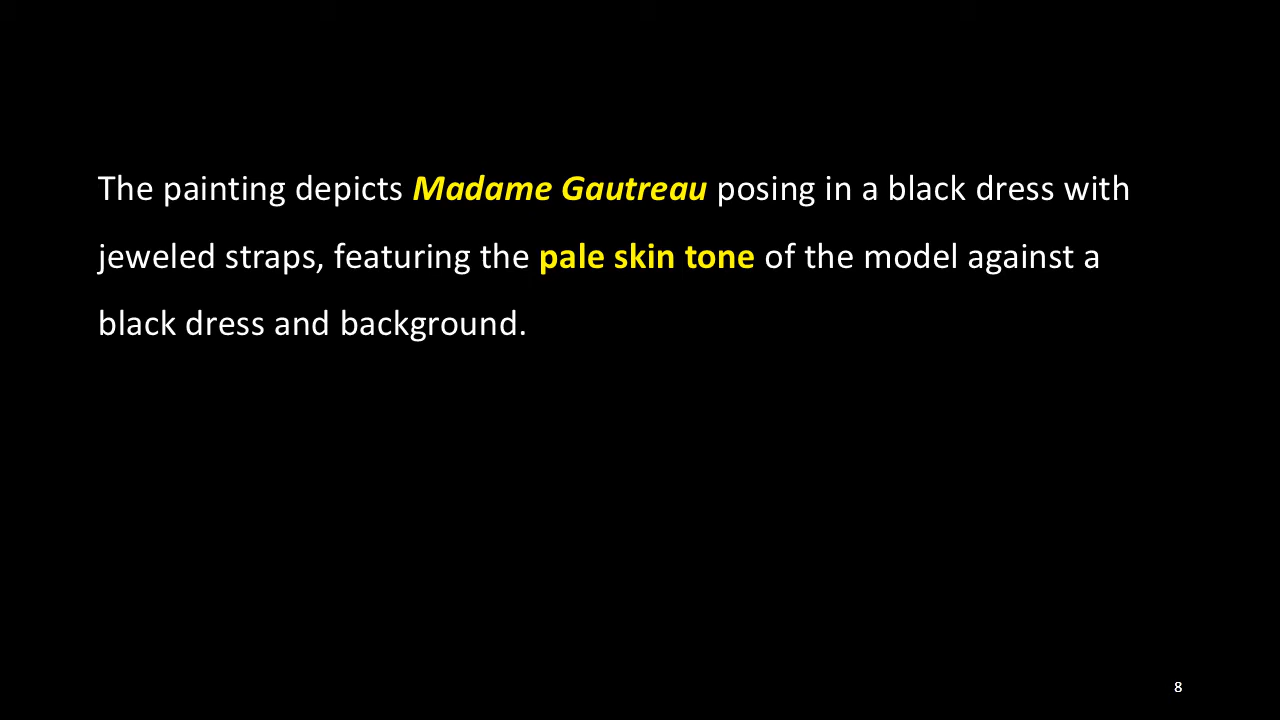 The painting depicts Madame Gautreau posing in a black dress with
jeweled straps, featuring the pale skin tone of the model against a
black dress and background.
8